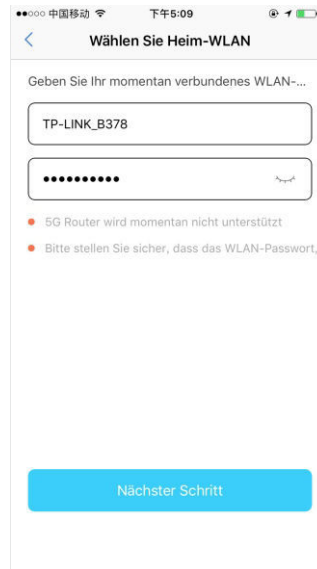 中国移动 下午5:09
Wählen Sie Heim-WLAN
Geben Sie Ihr momentan verbundenes WLAN-...
TP-LINK_B378
••••••••••
5G Router wird momentan nicht unterstützt
Bitte stellen Sie sicher, dass das WLAN-Passwort,
Nächster Schritt